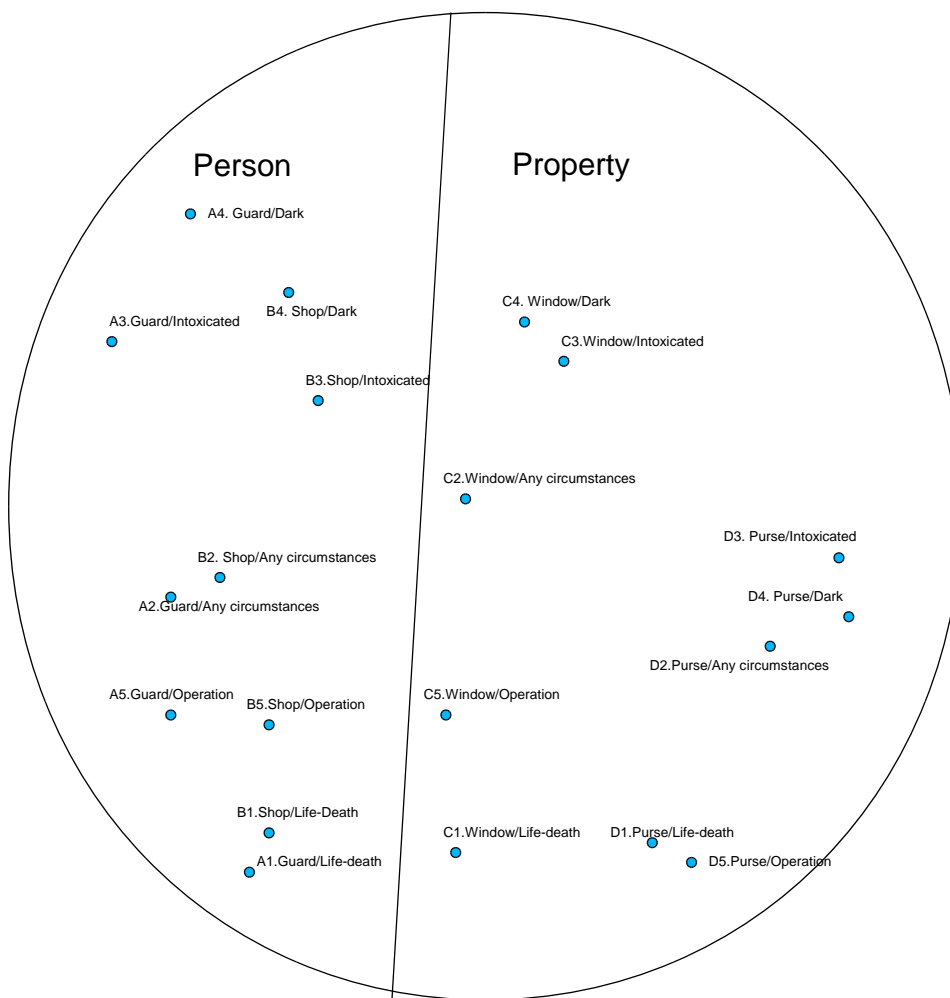 Person
Property
A4. Guard/Dark
C4. Window/Dark
B4. Shop/Dark
A3.Guard/Intoxicated
C3.Window/Intoxicated
B3.Shop/Intoxicated
C2.Window/Any circumstances
D3. Purse/Intoxicated
B2. Shop/Any circumstances
D4. Purse/Dark
A2.Guard/Any circumstances
D2.Purse/Any circumstances
A5.Guard/Operation
C5.Window/Operation
B5.Shop/Operation
B1.Shop/Life-Death
C1.Window/Life-death
D1.Purse/Life-death
A1.Guard/Life-death
D5.Purse/Operation